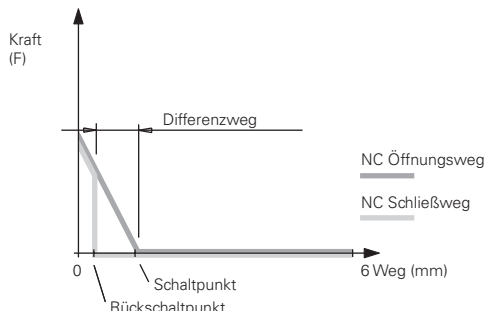 Kraft
(F)
Differenzweg
NC Öffnungsweg
NC Schließweg
0
6 Weg (mm)
Schaltpunkt
Rückschaltpunkt